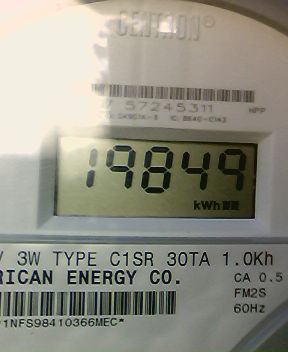 CENTRON®
57245311 NPP
19849
kWh
V 3W TYPE C1SR 30TA 1.0Kh
RICAN ENERGY CO. CA 0.5
FM2S
*1NFS98410366MEC* 60Hz